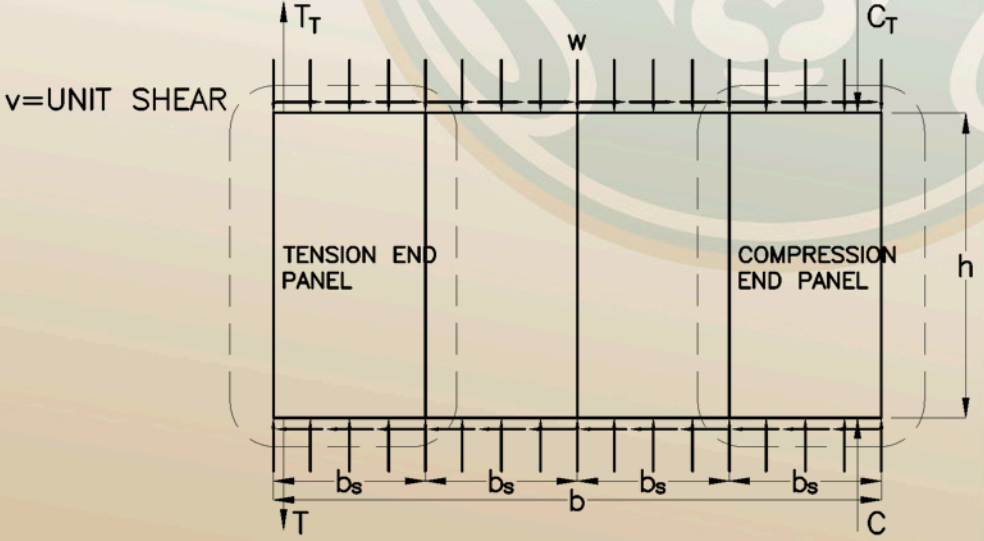 T_T
C_T
w
v=UNIT SHEAR
TENSION END
PANEL
COMPRESSION
END PANEL
h
b_s
b_s
b_s
b_s
b
T
C